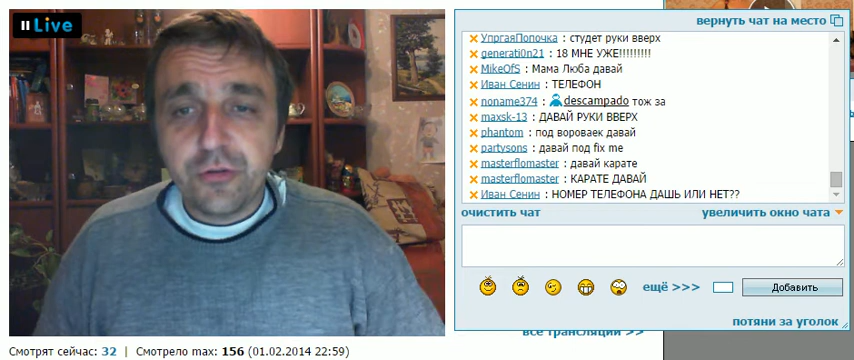 Live
вернуть чат на место
УпргаяПопочка : студет руки вверх
generati0n21 : 18 МНЕ УЖЕ!!!!!!!!!
MikeOfS : Мама Люба давай
Иван Сенин : ТЕЛЕФОН
noname374 : descampado тож за
maxsk-13 : ДАВАЙ РУКИ ВВЕРХ
phantom : под вороваек давай
partysons : давай под fix me
masterflomaster : давай карате
masterflomaster : КАРАТЕ ДАВАЙ
Иван Сенин : НОМЕР ТЕЛЕФОНА ДАШЬ ИЛИ НЕТ??
очистить чат
увеличить окно чата
ещё >>>
Добавить
потяни за уголок
все трансляции >>
Смотрят сейчас: 32 | Смотрело max: 156 (01.02.2014 22:59)